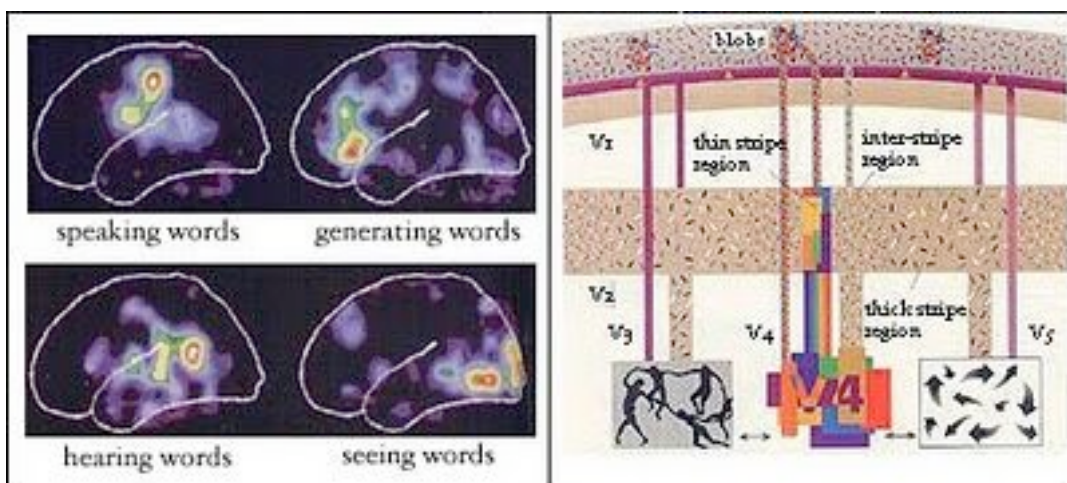 speaking words
generating words
hearing words
seeing words
blobs
V1
thin stripe
region
inter-stripe
region
V2
thick stripe
region
V3
V4
V5
V4